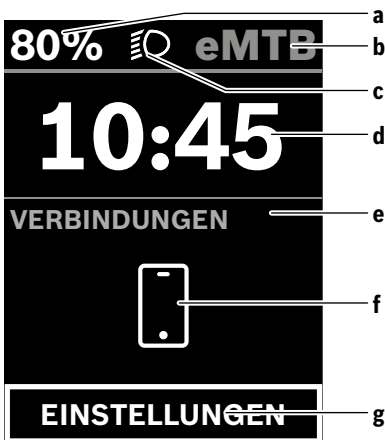 80% eMTB
10:45
VERBINDUNGEN
EINSTELLUNGEN
a
b
c
d
e
f
g